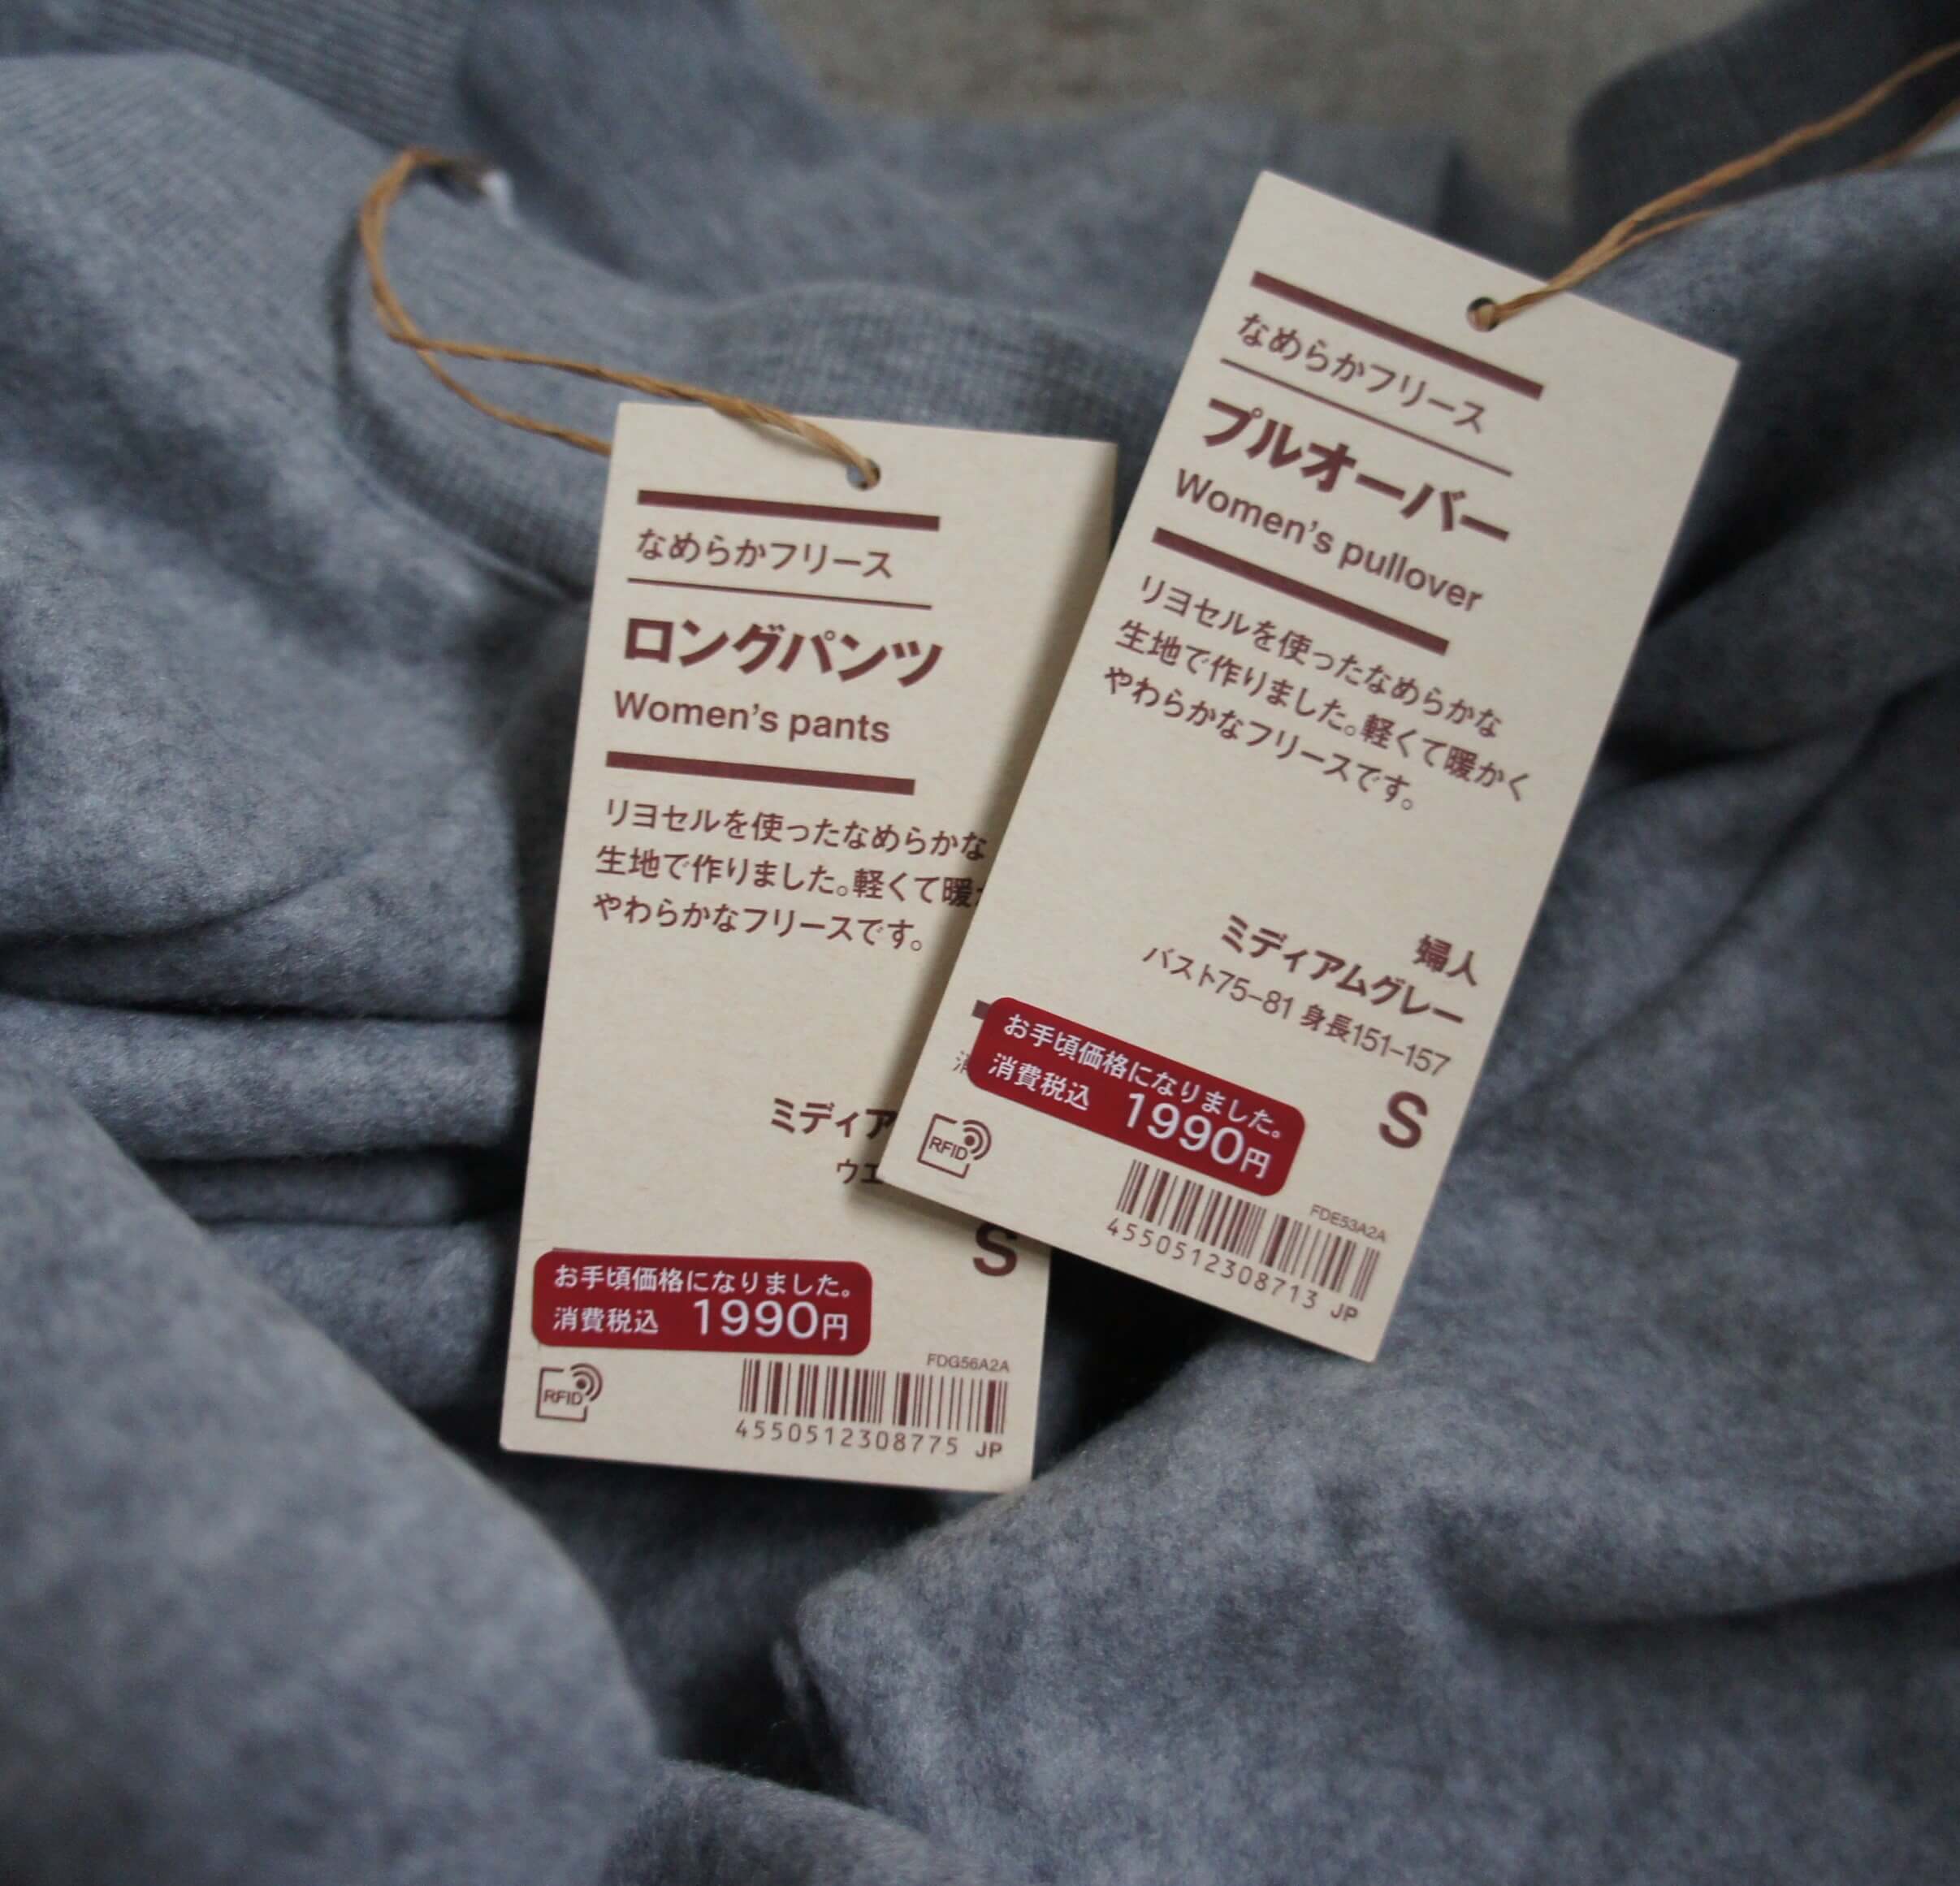 なめらかフリース
ロングパンツ
Women's pants
リヨセルを使ったなめらかな
生地で作りました。軽くて暖
やわらかなフリースです。
ミディア
ウエ
S
お手頃価格になりました。
消費税込 1990円
RFID
FDG56A2A
4550512308775 JP
なめらかフリース
プルオーバー
Women's pullover
リヨセルを使ったなめらかな
生地で作りました。軽くて暖かく
やわらかなフリースです。
婦人
ミディアムグレー
バスト75-81 身長151-157
S
お手頃価格になりました。
消費税込 1990円
RFID
FDE53A2A
4550512308713 JP